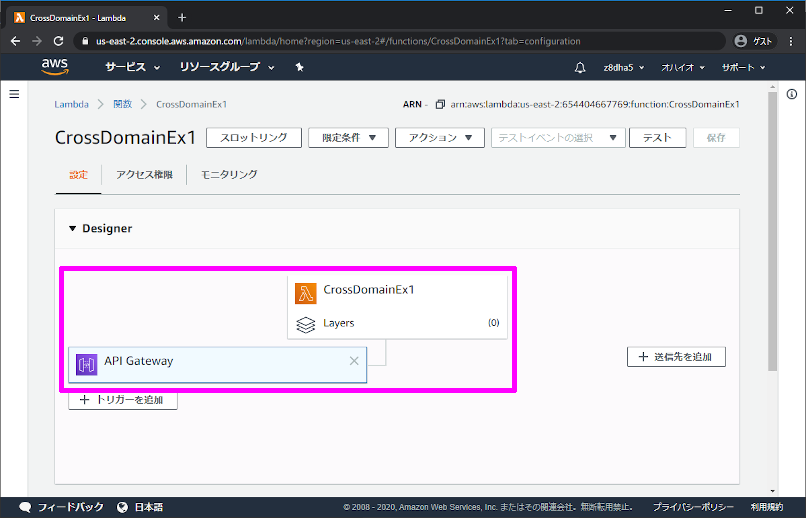 CrossDomainEx1 - Lambda
us-east-2.console.aws.amazon.com/lambda/home?region=us-east-2#/functions/CrossDomainEx1?tab=configuration
ゲスト
aws サービス リソースグループ z8dha5 オハイオ サポート
Lambda 関数 CrossDomainEx1 ARN - arn:aws:lambda:us-east-2:654404667769:function:CrossDomainEx1
CrossDomainEx1 スロットリング 限定条件 アクション テストイベントの選択 テスト 保存
設定 アクセス権限 モニタリング
Designer
CrossDomainEx1
Layers (0)
API Gateway
送信先を追加
トリガーを追加
フィードバック 日本語 © 2008 - 2020, Amazon Web Services, Inc. またはその関連会社。無断転用禁止。 プライバシーポリシー 利用規約